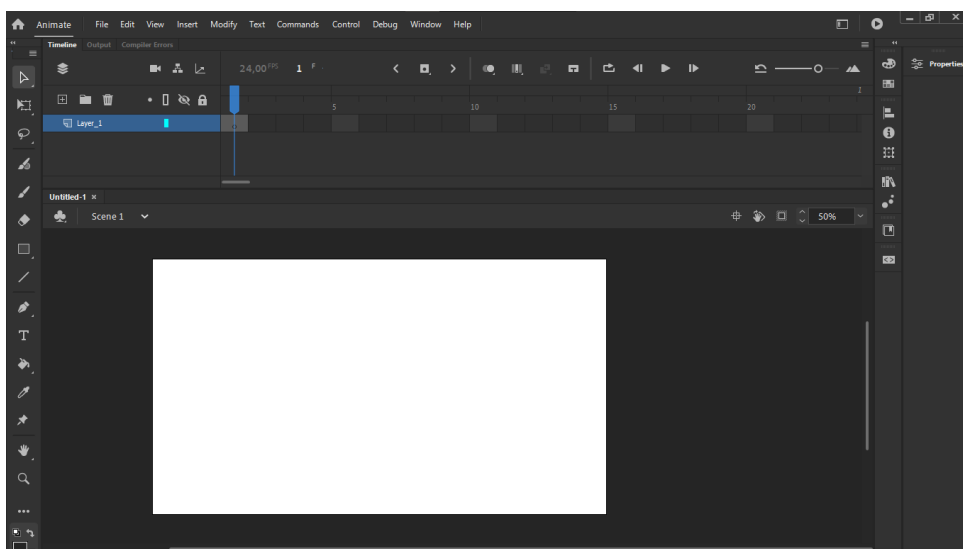 Animate File Edit View Insert Modify Text Commands Control Debug Window Help
Timeline Output Compiler Errors
Properties
24,00 FPS 1 F
5 10 15 20
Layer_1
Untitled-1 ×
Scene 1 50%
T